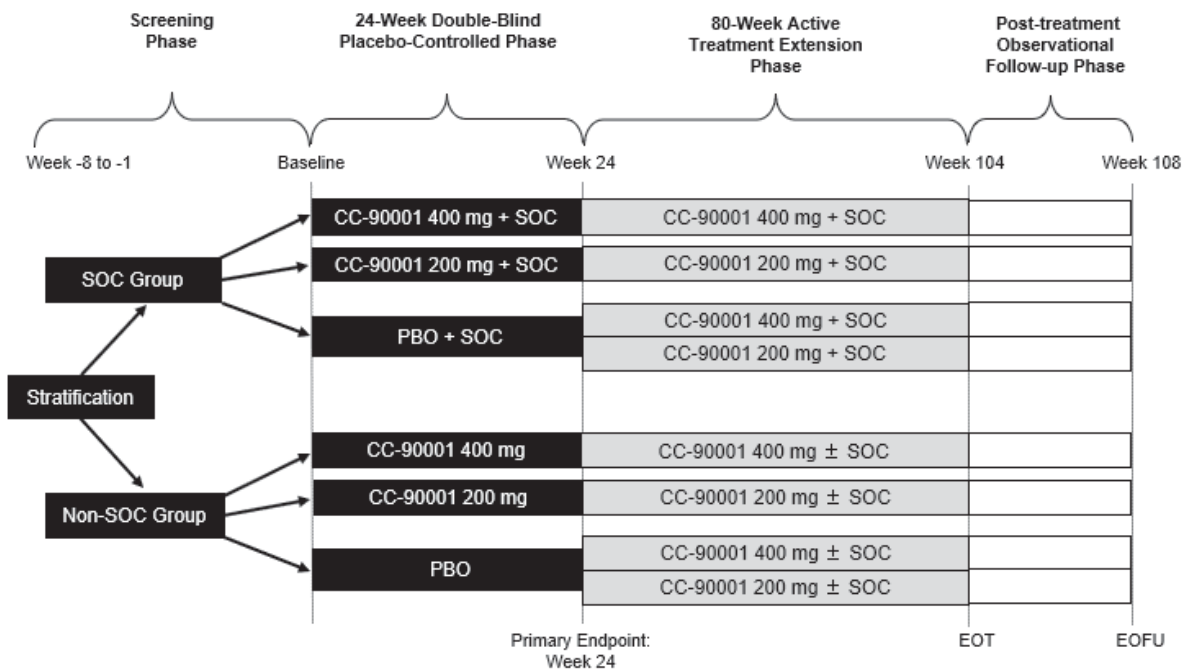 Screening
Phase
24-Week Double-Blind
Placebo-Controlled Phase
80-Week Active
Treatment Extension
Phase
Post-treatment
Observational
Follow-up Phase
Week -8 to -1
Baseline
Week 24
Week 104
Week 108
CC-90001 400 mg + SOC
CC-90001 400 mg + SOC
CC-90001 200 mg + SOC
CC-90001 200 mg + SOC
SOC Group
PBO + SOC
CC-90001 400 mg + SOC
CC-90001 200 mg + SOC
Stratification
CC-90001 400 mg
CC-90001 400 mg ± SOC
CC-90001 200 mg
CC-90001 200 mg ± SOC
Non-SOC Group
PBO
CC-90001 400 mg ± SOC
CC-90001 200 mg ± SOC
Primary Endpoint:
Week 24
EOT
EOFU